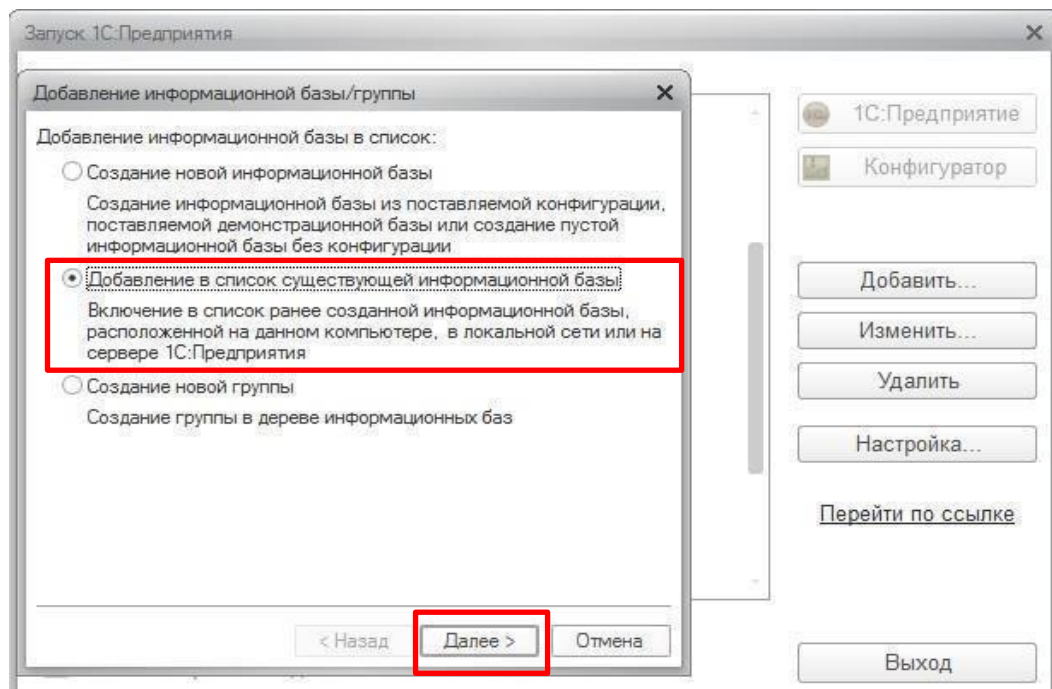 Запуск 1С:Предприятия
Добавление информационной базы/группы
Добавление информационной базы в список:
Создание новой информационной базы
Создание информационной базы из поставляемой конфигурации,
поставляемой демонстрационной базы или создание пустой
информационной базы без конфигурации
Добавление в список существующей информационной базы
Включение в список ранее созданной информационной базы,
расположенной на данном компьютере, в локальной сети или на
сервере 1С:Предприятия
Создание новой группы
Создание группы в дереве информационных баз
< Назад
Далее >
Отмена
1С:Предприятие
Конфигуратор
Добавить...
Изменить...
Удалить
Настройка...
Перейти по ссылке
Выход